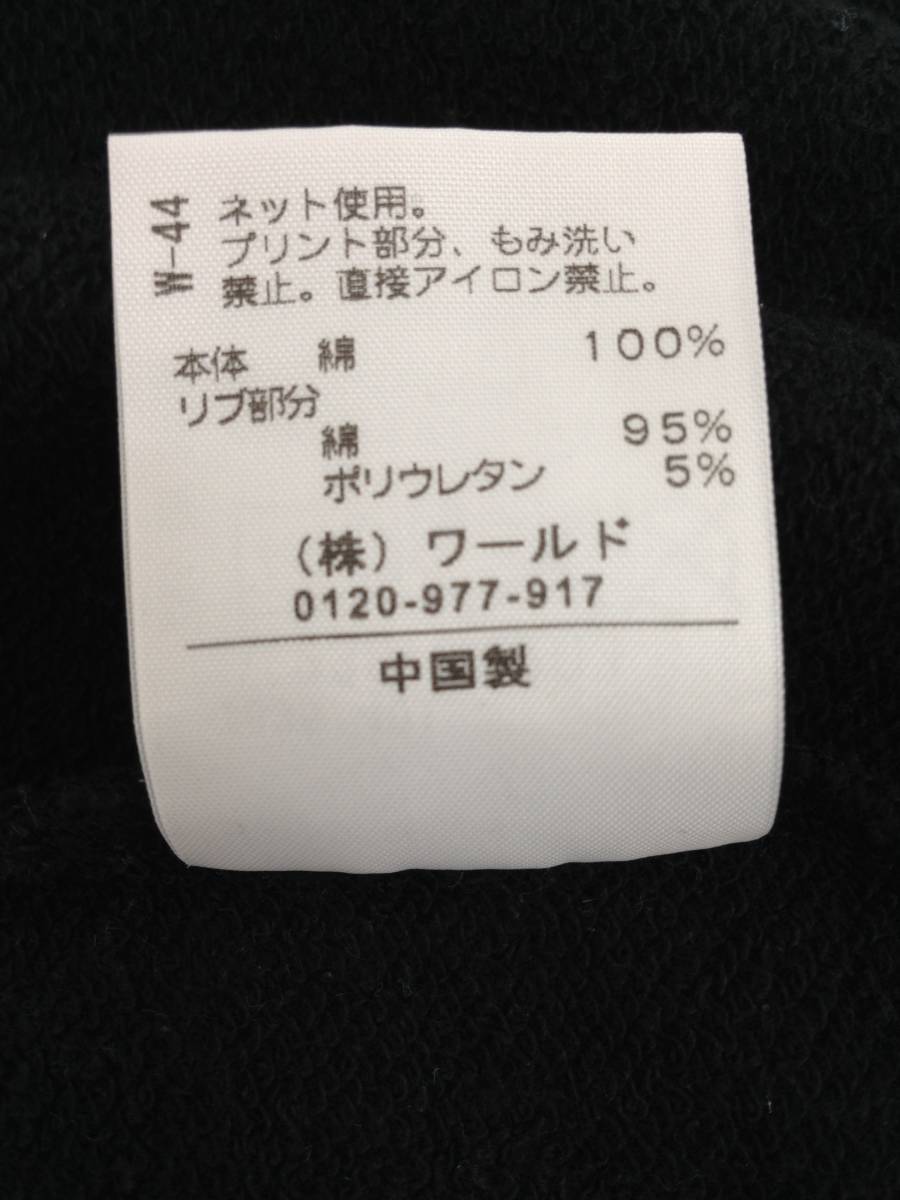 W-44
ネット使用。
プリント部分、もみ洗い
禁止。直接アイロン禁止。
本体 綿 100%
リブ部分
綿 95%
ポリウレタン 5%
（株）ワールド
0120-977-917
中国製